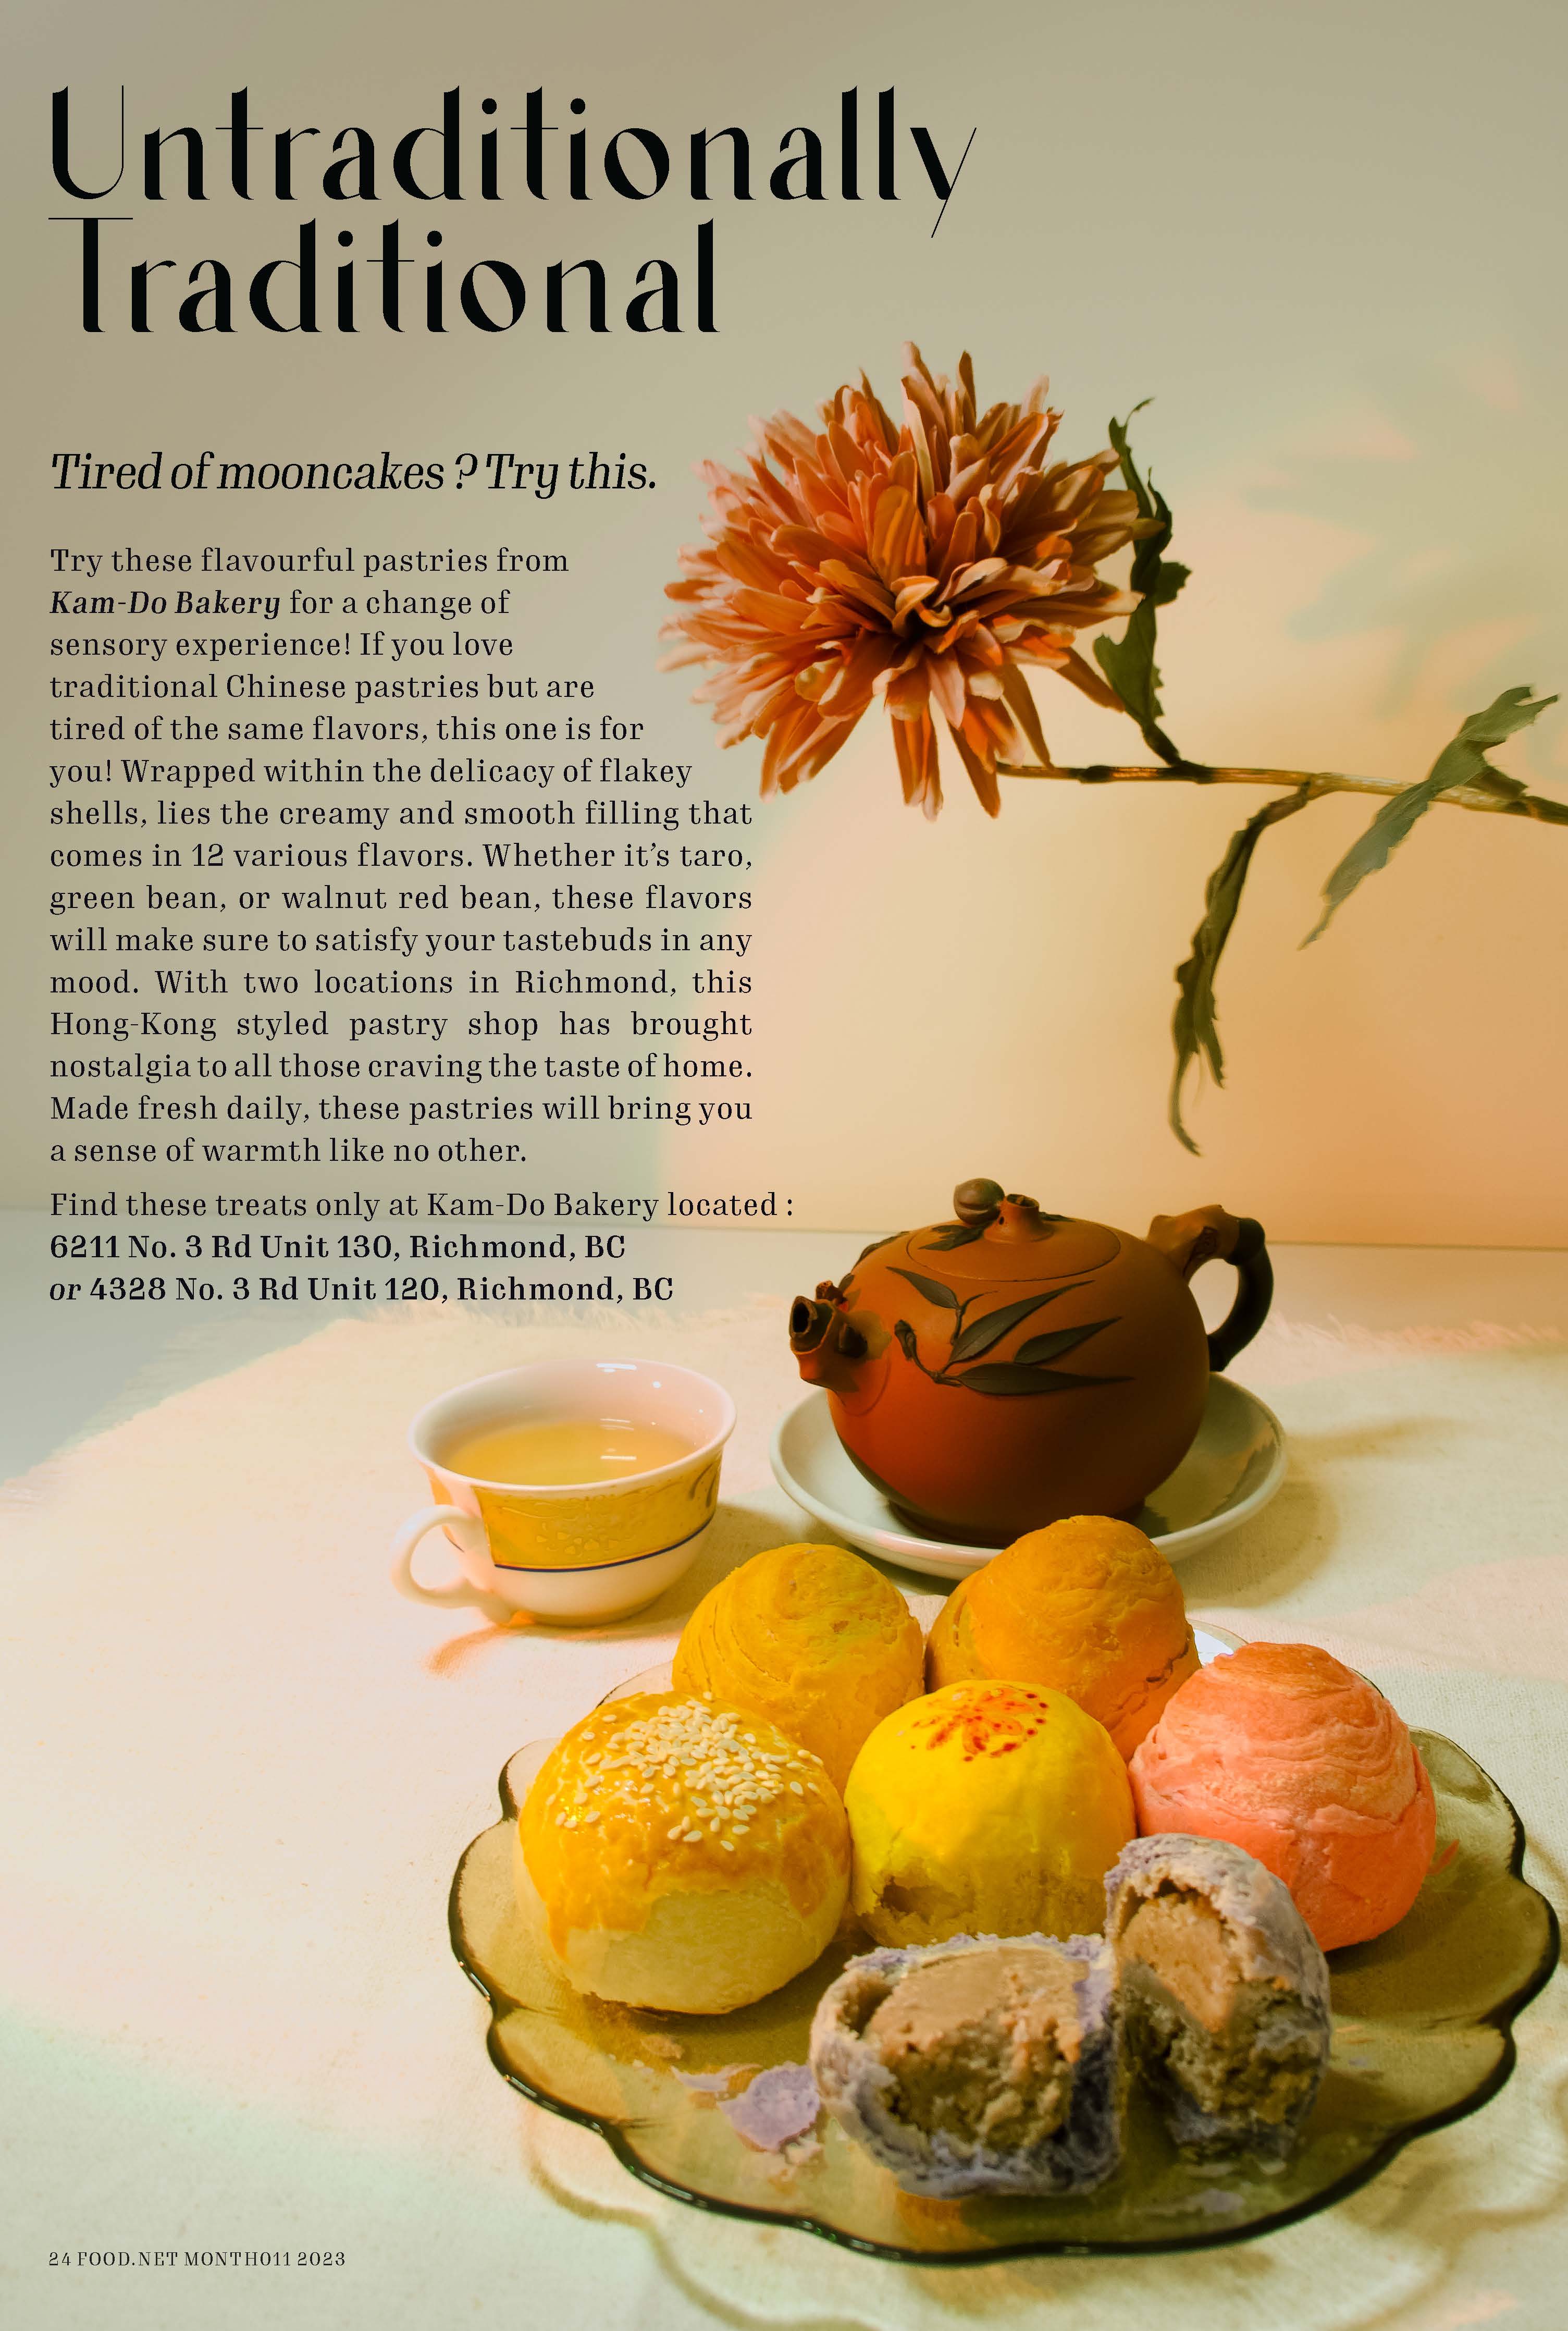 Untraditionally
Traditional
Tired of mooncakes ? Try this.
Try these flavourful pastries from
Kam-Do Bakery for a change of
sensory experience! If you love
traditional Chinese pastries but are
tired of the same flavors, this one is for
you! Wrapped within the delicacy of flakey
shells, lies the creamy and smooth filling that
comes in 12 various flavors. Whether it's taro,
green bean, or walnut red bean, these flavors
will make sure to satisfy your tastebuds in any
mood. With two locations in Richmond, this
Hong-Kong styled pastry shop has brought
nostalgia to all those craving the taste of home.
Made fresh daily, these pastries will bring you
a sense of warmth like no other.
Find these treats only at Kam-Do Bakery located :
6211 No. 3 Rd Unit 130, Richmond, BC
or 4328 No. 3 Rd Unit 120, Richmond, BC
24 FOOD.NET MONTH011 2023